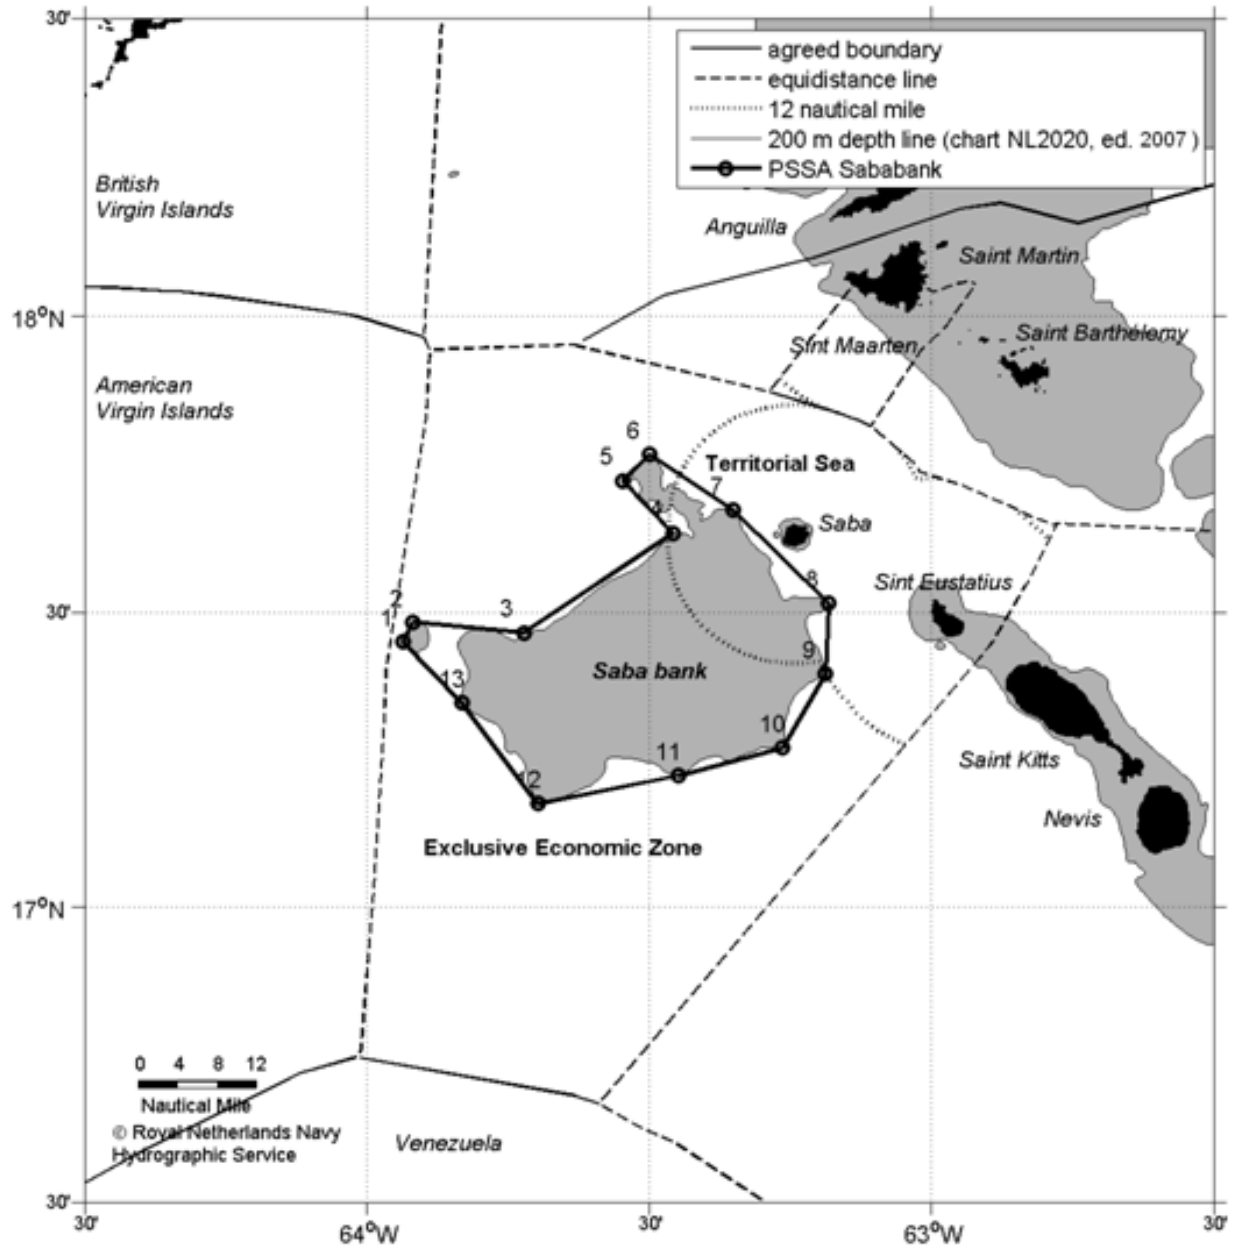 30'
agreed boundary
equidistance line
12 nautical mile
200 m depth line (chart NL2020, ed. 2007 )
PSSA Sababank
British
Virgin Islands
Anguilla
Saint Martin
18°N
Sint Maarten
Saint Barthelemy
American
Virgin Islands
6
5
Territorial Sea
7
4
Saba
8
Sint Eustatius
2
1
3
30'
9
Saba bank
13
10
11
12
Saint Kitts
Nevis
Exclusive Economic Zone
17°N
0 4 8 12
Nautical Mile
© Royal Netherlands Navy
Hydrographic Service
Venezuela
30'
30' 64°W 30' 63°W 30'